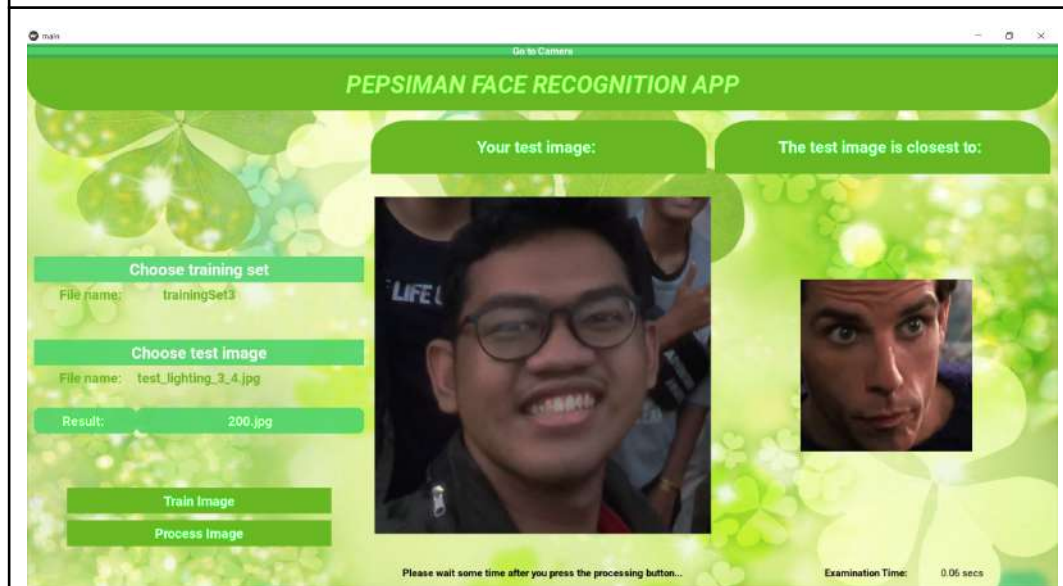 main
Go to Camera
PEPSIMAN FACE RECOGNITION APP
Your test image:
The test image is closest to:
LIFE
Choose training set
File name: trainingSet3
Choose test image
File name: test_lighting_3_4.jpg
Result: 200.jpg
Train Image
Process Image
Please wait some time after you press the processing button...
Examination Time: 0.06 secs